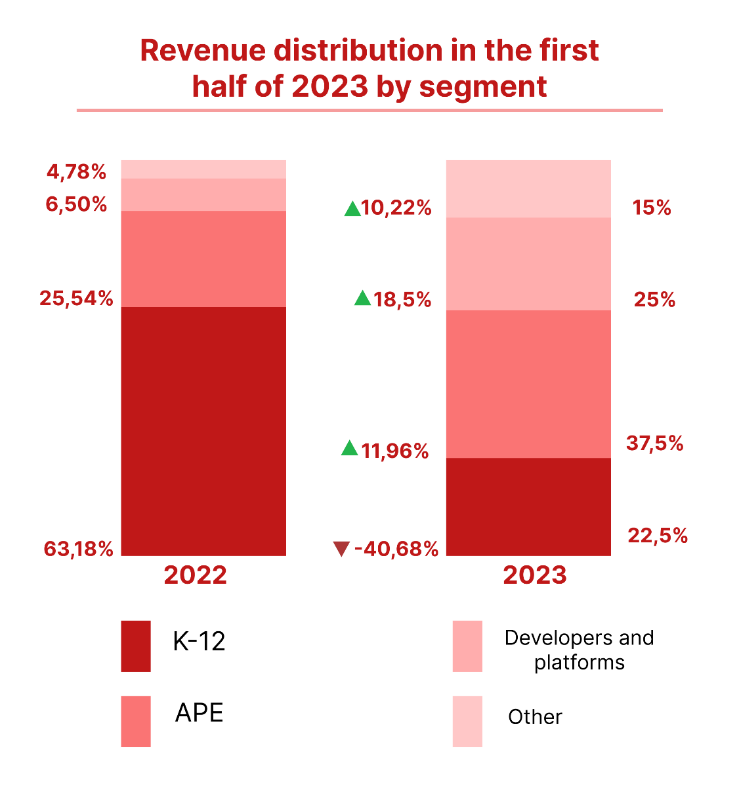 Revenue distribution in the first
half of 2023 by segment
4,78%
6,50%
25,54%
63,18%
2022
10,22%
18,5%
11,96%
-40,68%
15%
25%
37,5%
22,5%
2023
K-12
APE
Developers and
platforms
Other